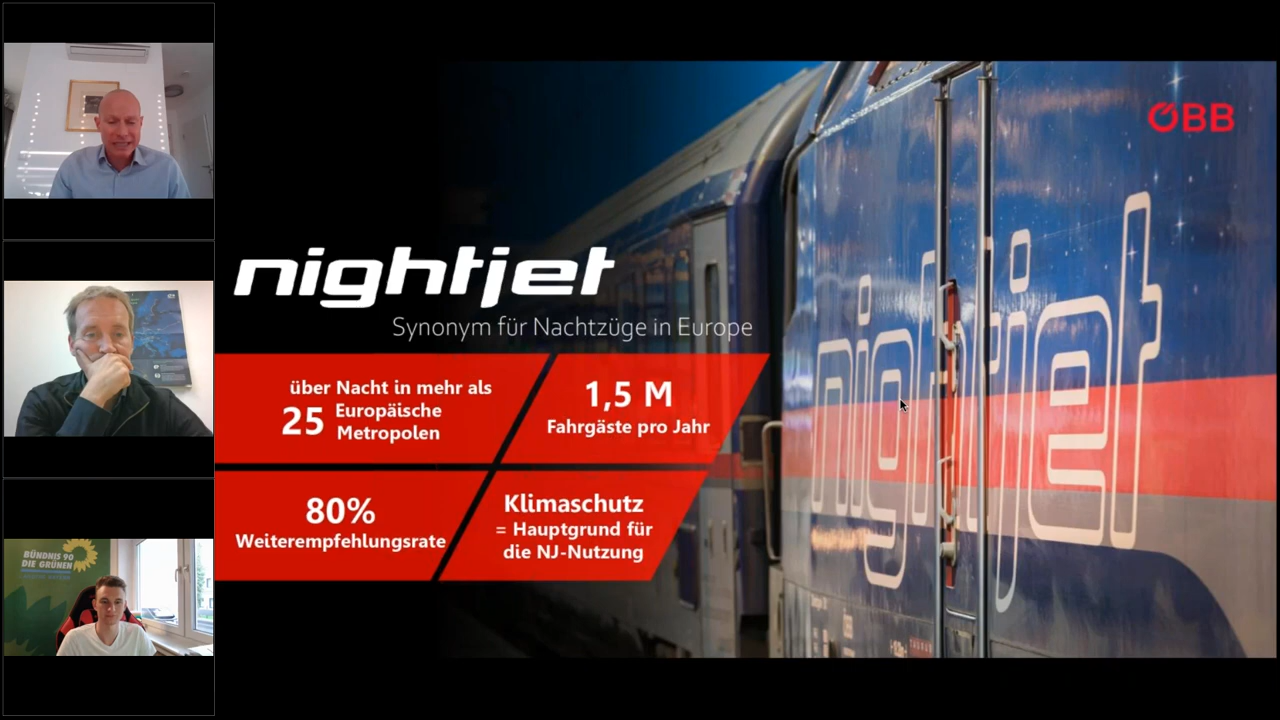 ÖBB
nightjet
Synonym für Nachtzüge in Europe
über Nacht in mehr als
25 Europäische
Metropolen
1,5 M
Fahrgäste pro Jahr
80%
Weiterempfehlungsrate
Klimaschutz
= Hauptgrund für
die NJ-Nutzung
nightjet
BÜNDNIS 90
DIE GRÜNEN